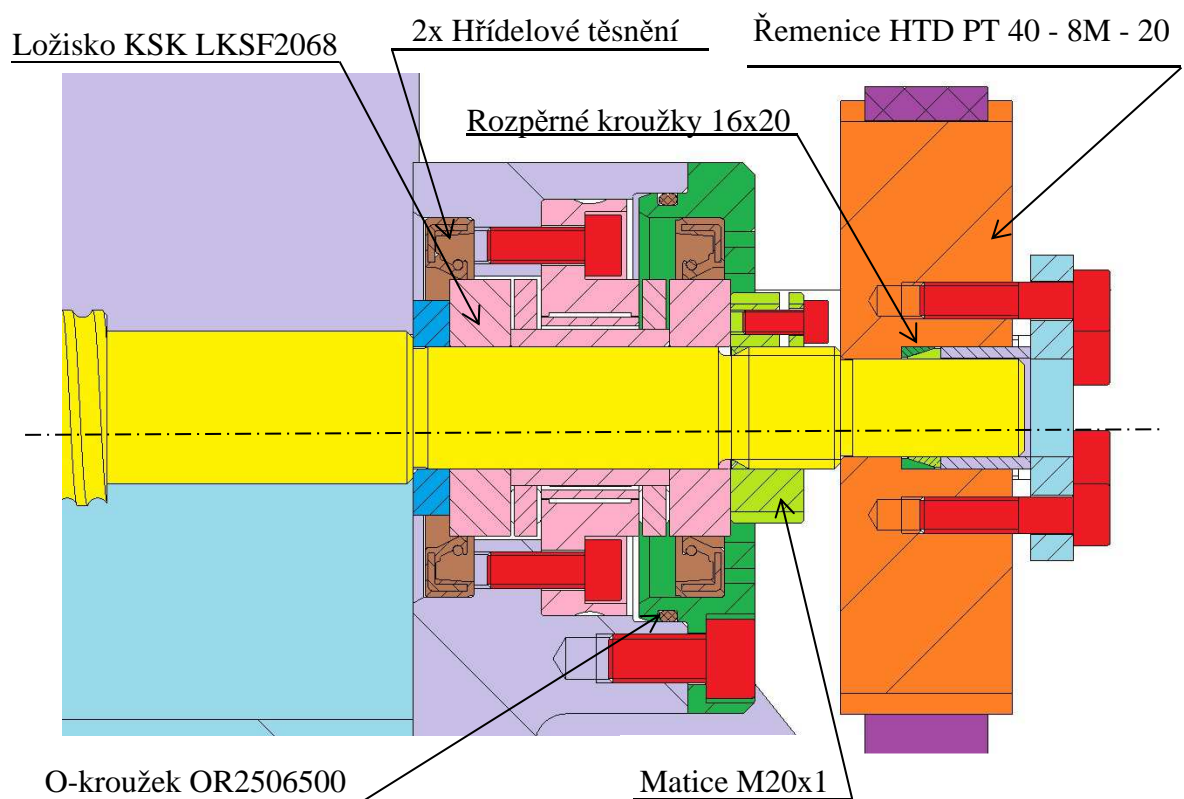 Ložisko KSK LKSF2068
2x Hřídelové těsnění
Řemenice HTD PT 40 - 8M - 20
Rozpěrné kroužky 16x20
O-kroužek OR2506500
Matice M20x1